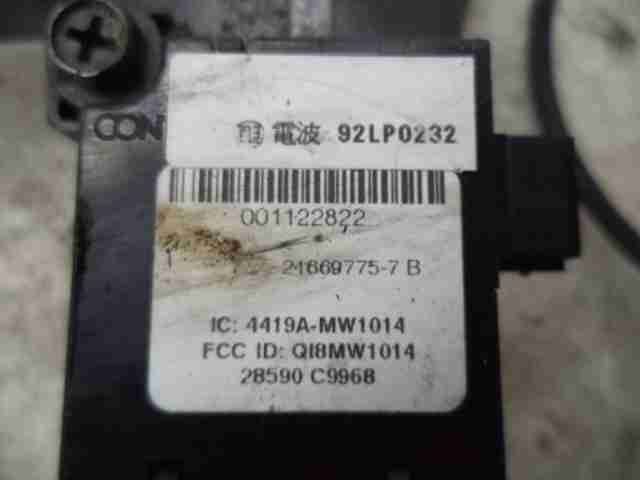 CON
電波 92LP0232
001122822
21669775-7 B
IC: 4419A-MW1014
FCC ID: QI8MW1014
28590 C9968